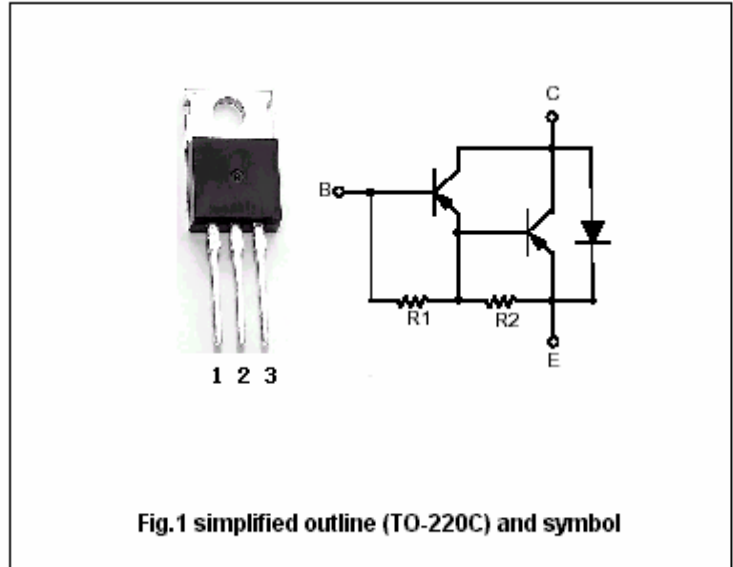 C
B
R1 R2
E
1 2 3
Fig.1 simplified outline (TO-220C) and symbol